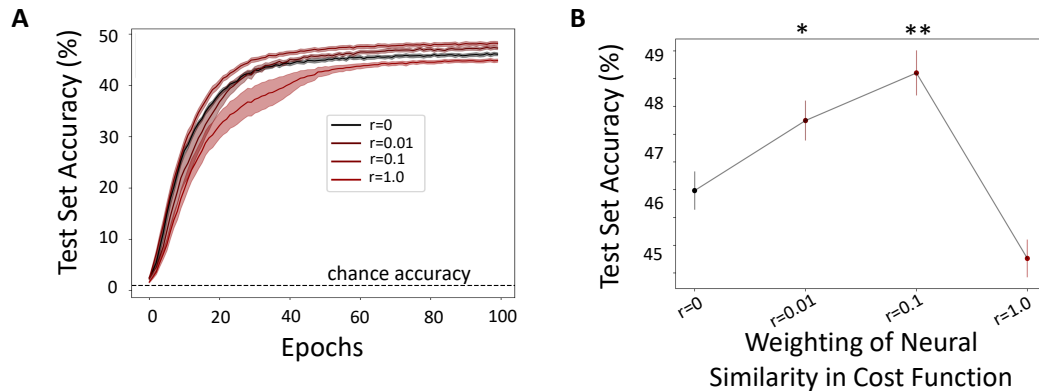 A
Test Set Accuracy (%)
50
40
30
20
10
0
r=0
r=0.01
r=0.1
r=1.0
chance accuracy
0
20
40
60
80
100
Epochs
B
* **
Test Set Accuracy (%)
49
48
47
46
45
r=0
r=0.01
r=0.1
r=1.0
Weighting of Neural
Similarity in Cost Function